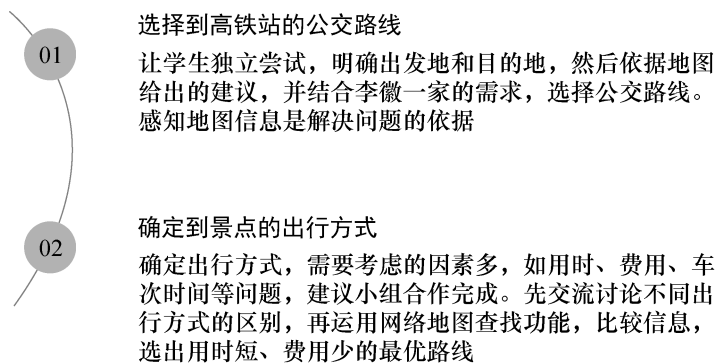 01
选择到高铁站的公交路线
让学生独立尝试，明确出发地和目的地，然后依据地图
给出的建议，并结合李徽一家的需求，选择公交路线。
感知地图信息是解决问题的依据
02
确定到景点的出行方式
确定出行方式，需要考虑的因素多，如用时、费用、车
次时间等问题，建议小组合作完成。先交流讨论不同出
行方式的区别，再运用网络地图查找功能，比较信息，
选出用时短、费用少的最优路线